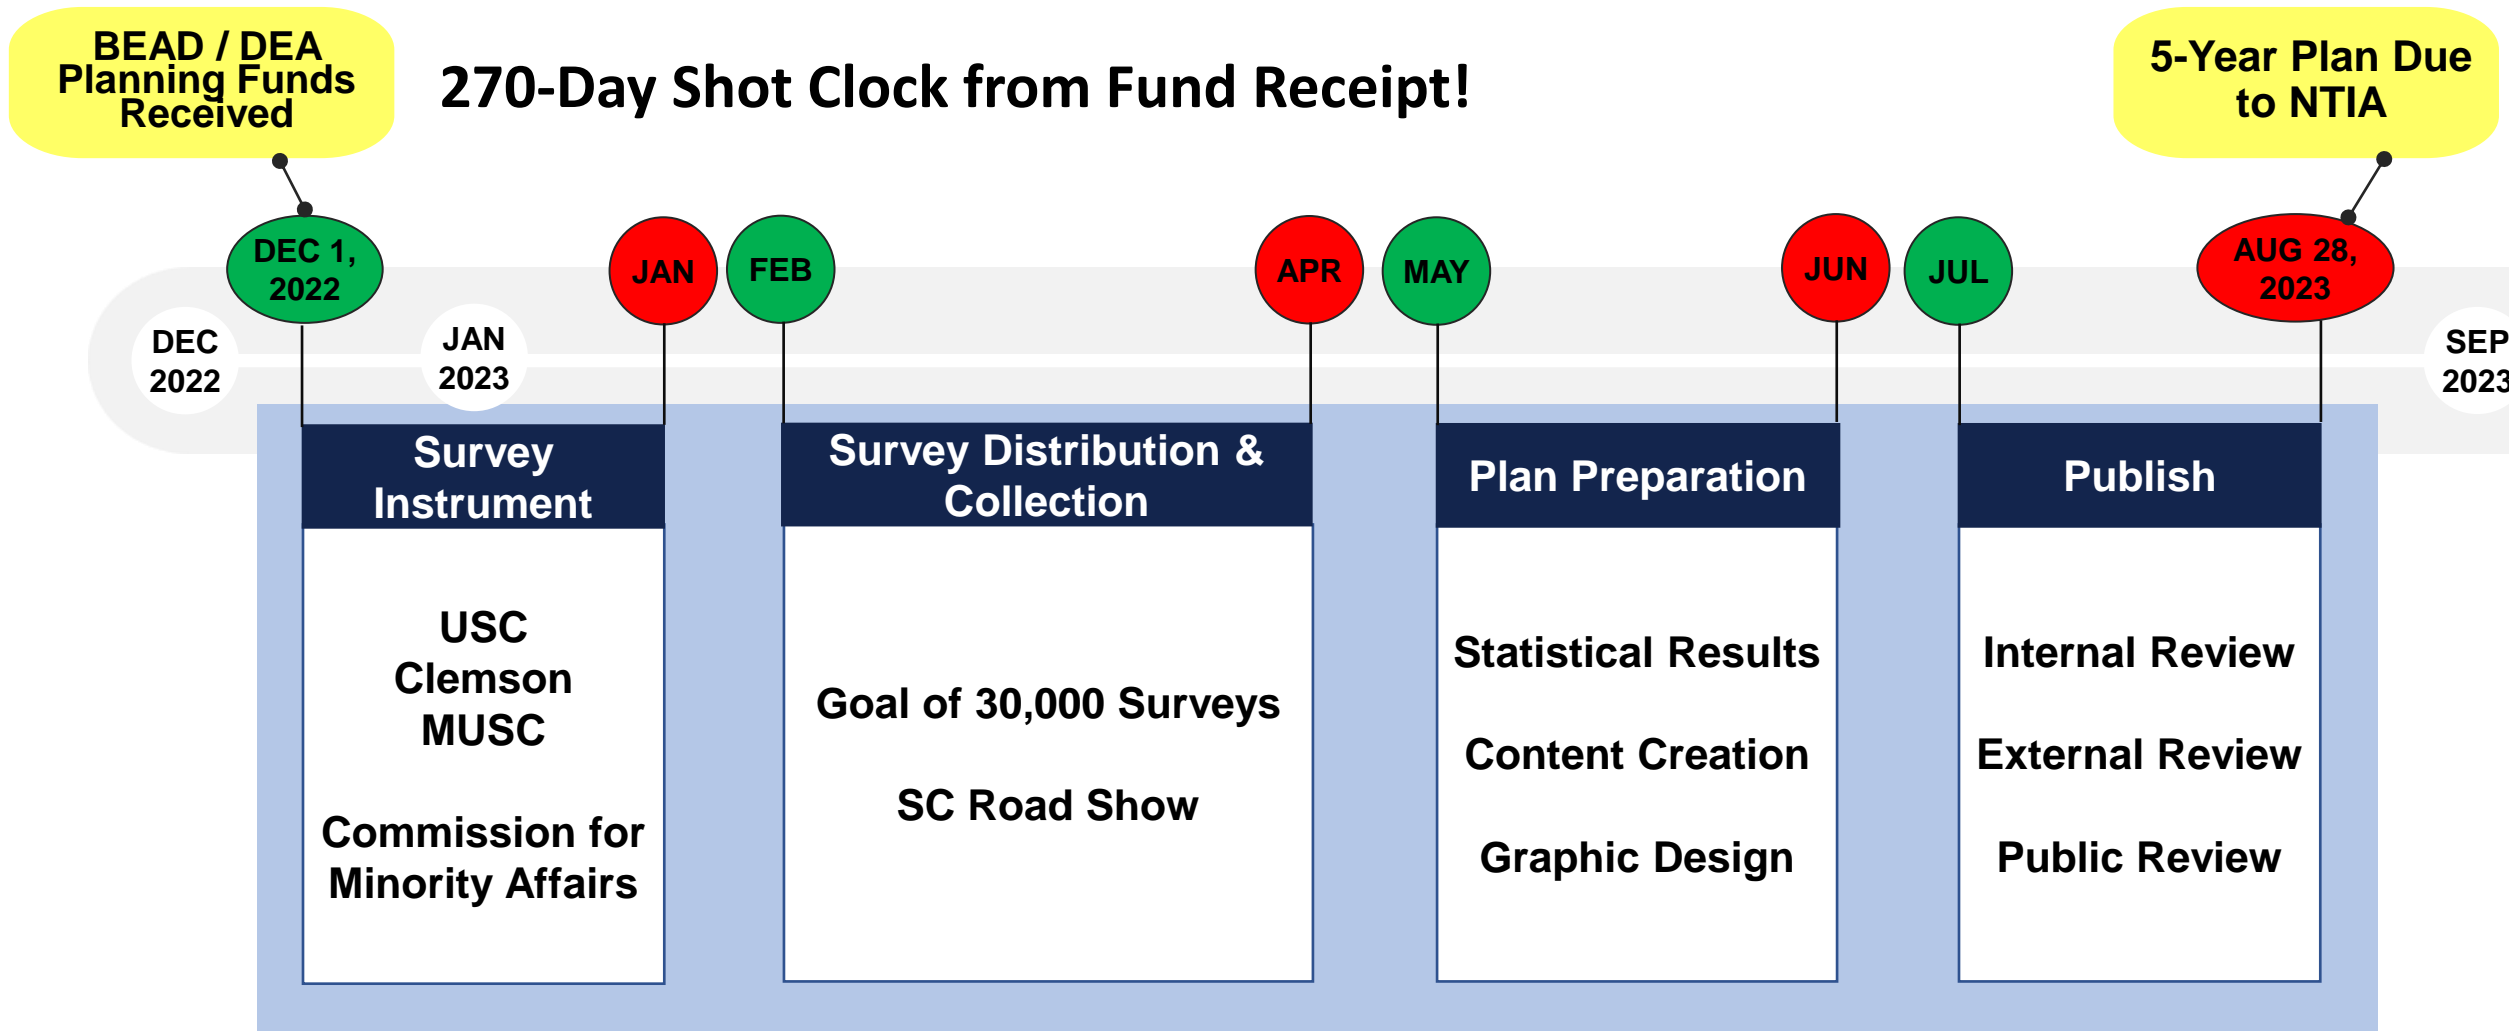 BEAD / DEA
Planning Funds
Received
270-Day Shot Clock from Fund Receipt!
5-Year Plan Due
to NTIA
DEC 1,
2022
JAN
FEB
APR
MAY
JUN
JUL
AUG 28,
2023
DEC
2022
JAN
2023
SEP
2023
Survey
Instrument
USC
Clemson
MUSC
Commission for
Minority Affairs
Survey Distribution &
Collection
Goal of 30,000 Surveys
SC Road Show
Plan Preparation
Statistical Results
Content Creation
Graphic Design
Publish
Internal Review
External Review
Public Review